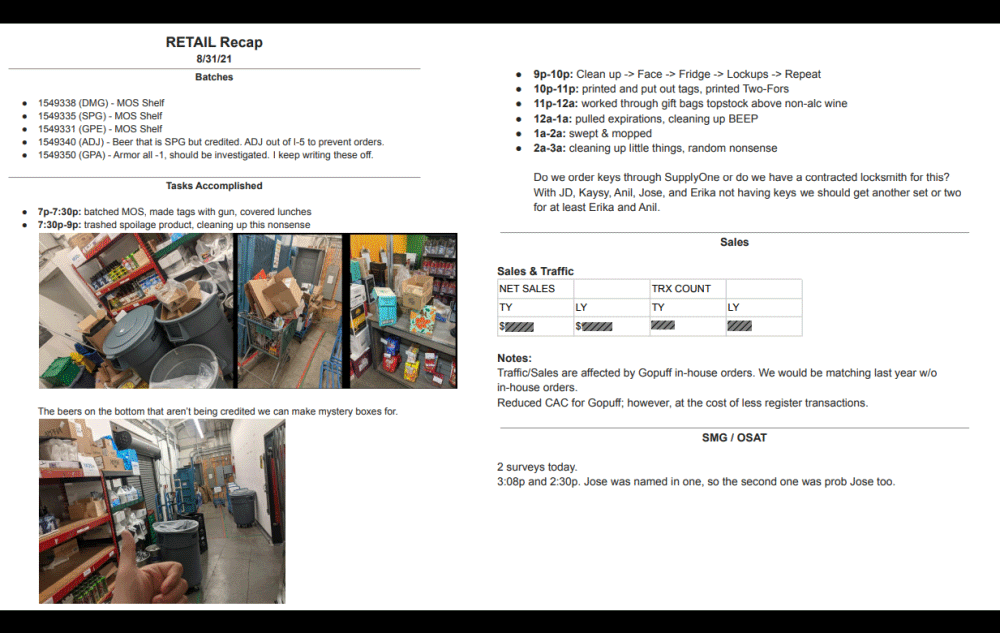 RETAIL Recap
8/31/21
Batches
● 1549338 (DMG) - MOS Shelf
● 1549335 (SPG) - MOS Shelf
● 1549331 (GPE) - MOS Shelf
● 1549340 (ADJ) - Beer that is SPG but credited. ADJ out of I-5 to prevent orders.
● 1549350 (GPA) - Armor all -1, should be investigated. I keep writing these off.
Tasks Accomplished
● 7p-7:30p: batched MOS, made tags with gun, covered lunches
● 7:30p-9p: trashed spoilage product, cleaning up this nonsense
The beers on the bottom that aren't being credited we can make mystery boxes for.
● 9p-10p: Clean up -> Face -> Fridge -> Lockups -> Repeat
● 10p-11p: printed and put out tags, printed Two-Fors
● 11p-12a: worked through gift bags topstock above non-alc wine
● 12a-1a: pulled expirations, cleaning up BEEP
● 1a-2a: swept & mopped
● 2a-3a: cleaning up little things, random nonsense
Do we order keys through SupplyOne or do we have a contracted locksmith for this?
With JD, Kaysy, Anil, Jose, and Erika not having keys we should get another set or two
for at least Erika and Anil.
Sales
Sales & Traffic
NET SALES TRX COUNT
TY LY TY LY
$ $
Notes:
Traffic/Sales are affected by Gopuff in-house orders. We would be matching last year w/o
in-house orders.
Reduced CAC for Gopuff; however, at the cost of less register transactions.
SMG / OSAT
2 surveys today.
3:08p and 2:30p. Jose was named in one, so the second one was prob Jose too.